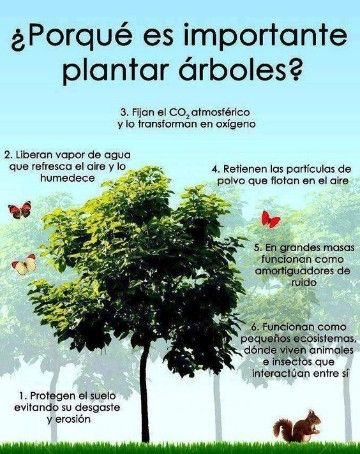 ¿Porqué es importante
plantar árboles?
3. Fijan el CO₂ atmosférico
y lo transforman en oxígeno
2. Liberan vapor de agua
que refresca el aire y lo
humedece
4. Retienen las partículas de
polvo que flotan en el aire
5. En grandes masas
funcionan como
amortiguadores de
ruido
6. Funcionan como
pequeños ecosistemas,
dónde viven animales
e insectos que
interactúan entre sí
1. Protegen el suelo
evitando su desgaste
y erosión